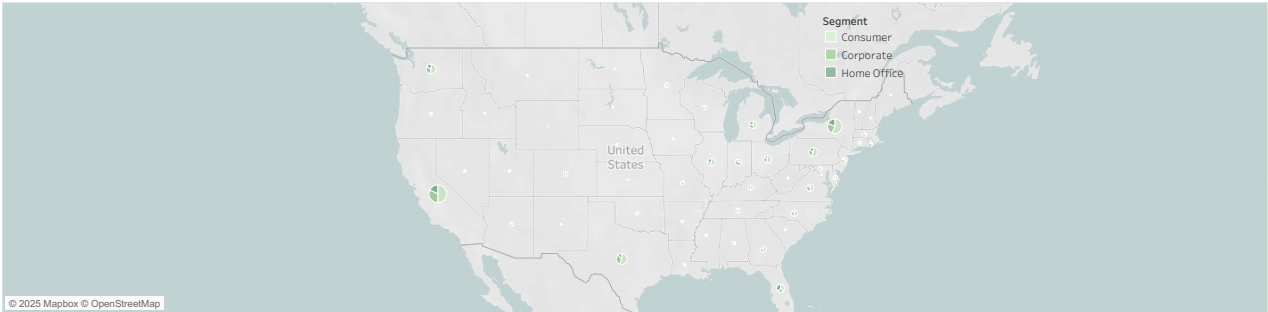 Segment
Consumer
Corporate
Home Office
United
States
© 2025 Mapbox © OpenStreetMap